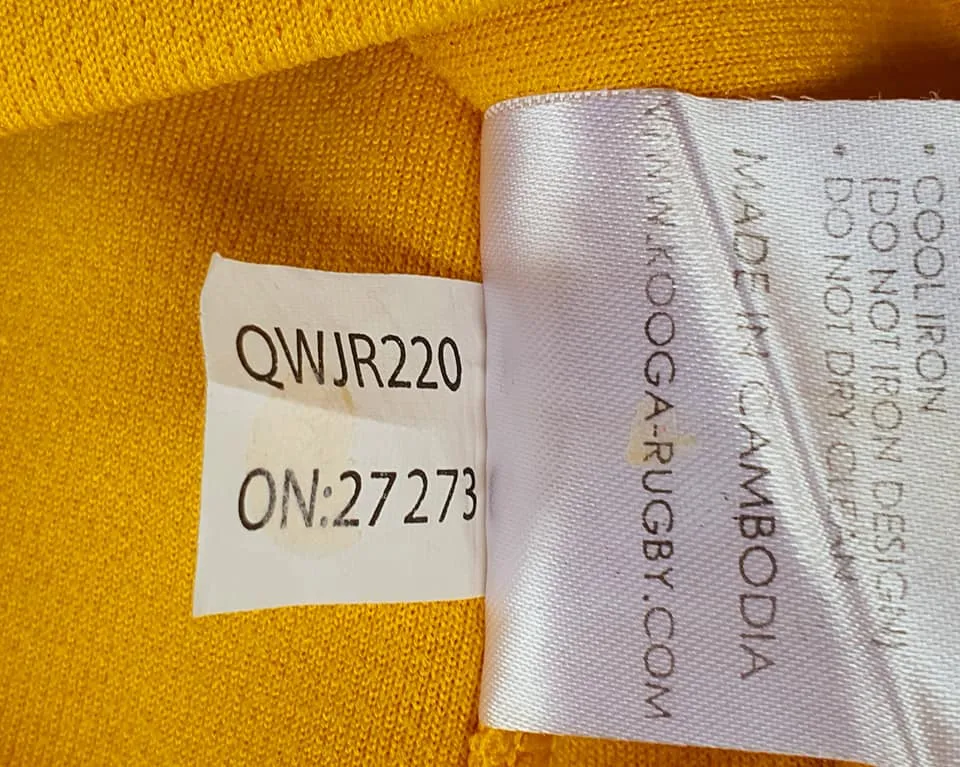 QWJR220
ON:27273
• COOL IRON
(DO NOT IRON DESIGN)
• DO NOT DRY CLEAN
MADE IN CAMBODIA
WWW.KOOGA-RUGBY.COM